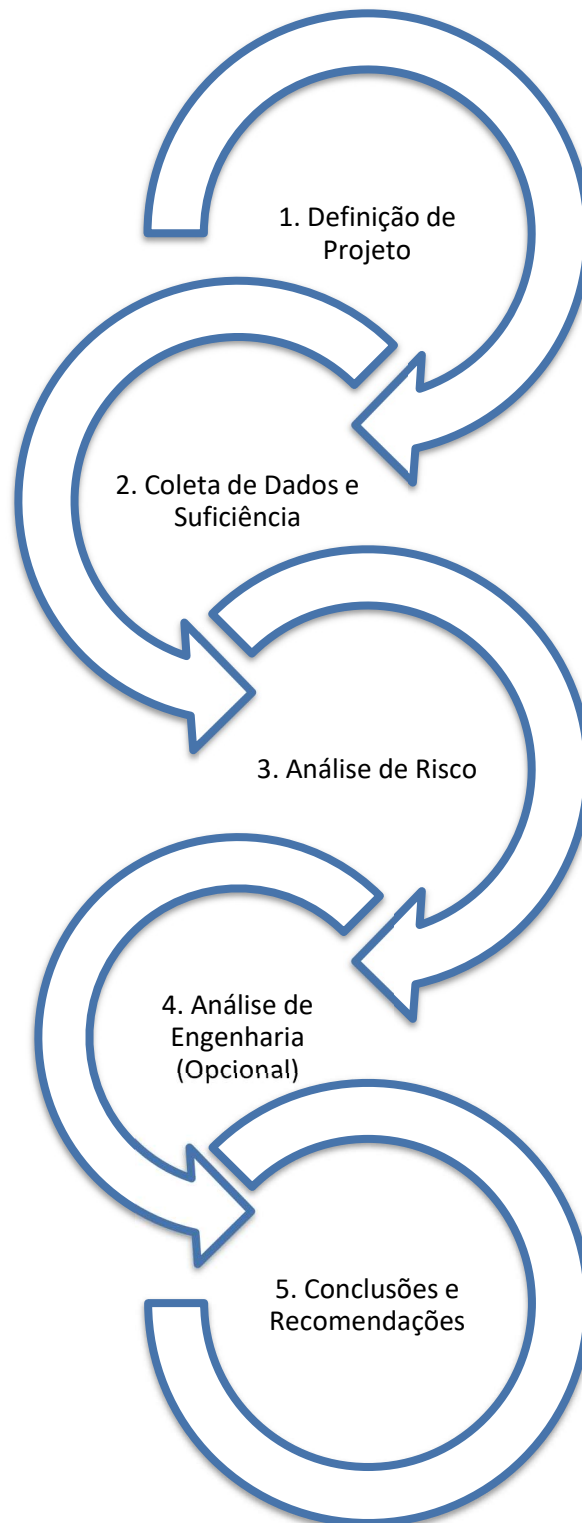 1. Definição de
Projeto
2. Coleta de Dados e
Suficiência
3. Análise de Risco
4. Análise de
Engenharia
(Opcional)
5. Conclusões e
Recomendações